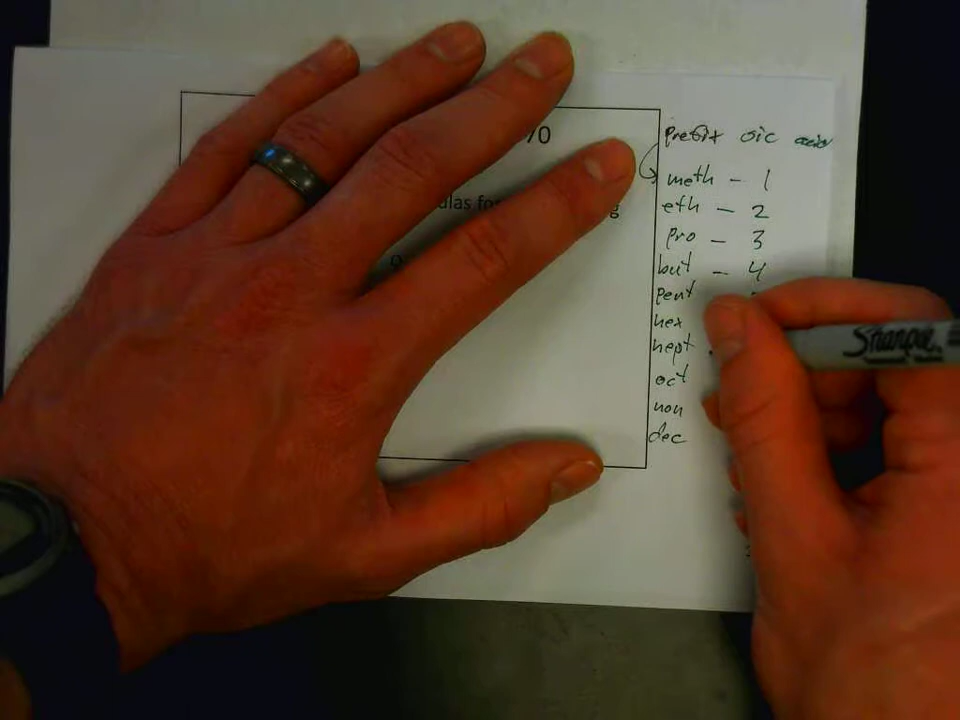 70
prefix oic acid
meth - 1
ulas for
g
eth - 2
pro - 3
but - 4
pent
hex
hept -
oct
non
dec
Sharpie